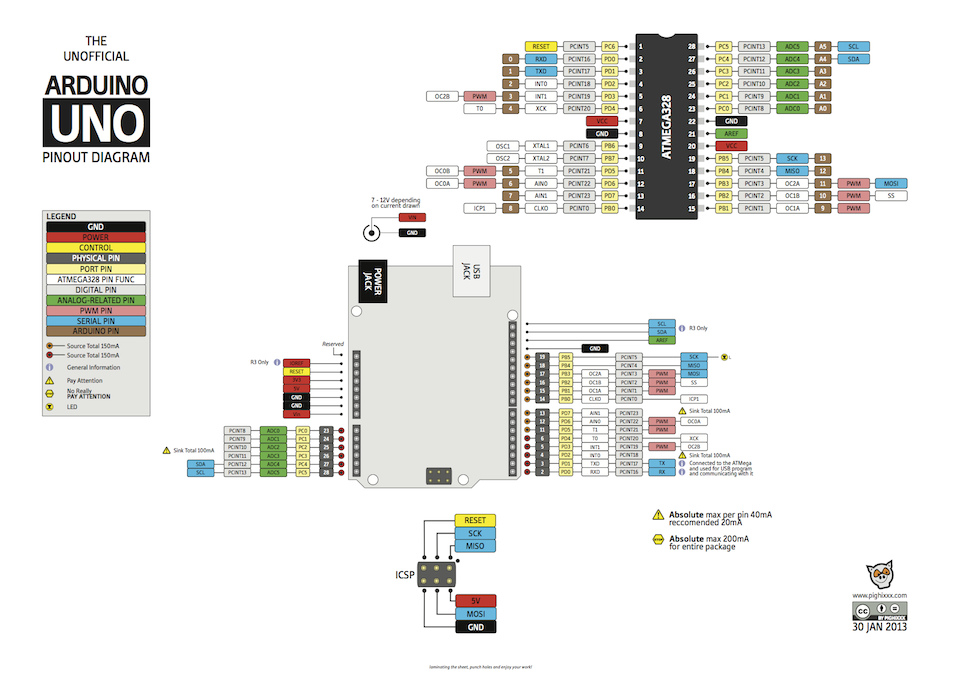 THE
UNOFFICIAL
ARDUINO
UNO
PINOUT DIAGRAM
RESET PCINT5 PC6 1
0 RXD PCINT16 PD0 2
1 TXD PCINT17 PD1 3
2 INT0 PCINT18 PD2 4
OC2B PWM 3 INT1 PCINT19 PD3 5
T0 4 XCK PCINT20 PD4 6
VCC 7
GND 8
OSC1 XTAL1 PCINT6 PB6 9
OSC2 XTAL2 PCINT7 PB7 10
OC0B PWM 5 T1 PCINT21 PD5 11
OC0A PWM 6 AIN0 PCINT22 PD6 12
7 AIN1 PCINT23 PD7 13
ICP1 8 CLKO PCINT0 PB0 14
ATMEGA328
28 PC5 PCINT13 ADC5 A5 SCL
27 PC4 PCINT12 ADC4 A4 SDA
26 PC3 PCINT11 ADC3 A3
25 PC2 PCINT10 ADC2 A2
24 PC1 PCINT9 ADC1 A1
23 PC0 PCINT8 ADC0 A0
22 GND
21 AREF
20 VCC
19 PB5 PCINT5 SCK 13
18 PB4 PCINT4 MISO 12
17 PB3 PCINT3 OC2A 11 PWM MOSI
16 PB2 PCINT2 OC1B 10 PWM SS
15 PB1 PCINT1 OC1A 9 PWM
LEGEND
GND
POWER
CONTROL
PHYSICAL PIN
PORT PIN
ATMEGA328 PIN FUNC
DIGITAL PIN
ANALOG-RELATED PIN
PWM PIN
SERIAL PIN
ARDUINO PIN
Source Total 150mA
Source Total 150mA
General Information
Pay Attention
No Really
PAY ATTENTION
LED
7 - 12V depending
on current drawn
VIN
GND
POWER
JACK
USB
JACK
Reserved
R3 Only IOREF
RESET
3V3
5V
GND
GND
Vin
PCINT8 ADC0 PC0 23
PCINT9 ADC1 PC1 24
PCINT10 ADC2 PC2 25
PCINT11 ADC3 PC3 26
SDA PCINT12 ADC4 PC4 27
SCL PCINT13 ADC5 PC5 28
Sink Total 100mA
SCL
R3 Only
SDA
AREF
GND
19 PB5 PCINT5 SCK L
18 PB4 PCINT4 MISO
17 PB3 OC2A PCINT3 PWM MOSI
16 PB2 OC1B PCINT2 PWM SS
15 PB1 OC1A PCINT1 PWM
14 PB0 CLKO PCINT0 ICP1
Sink Total 100mA
13 PD7 AIN1 PCINT23
12 PD6 AIN0 PCINT22 PWM OC0A
11 PD5 T1 PCINT21 PWM
6 PD4 T0 PCINT20 XCK
5 PD3 INT1 PCINT19 PWM OC2B
4 PD2 INT0 PCINT18 Sink Total 100mA
3 PD1 TXD PCINT17 TX
2 PD0 RXD PCINT16 RX
Connected to the ATMega
and used for USB program
and communicating with it
ICSP
RESET
SCK
MISO
5V
MOSI
GND
Absolute max per pin 40mA
reccomended 20mA
Absolute max 200mA
for entire package
www.pighixxx.com
cc
BY PIGHIXXX
30 JAN 2013
laminating the sheet, punch holes and enjoy your work!